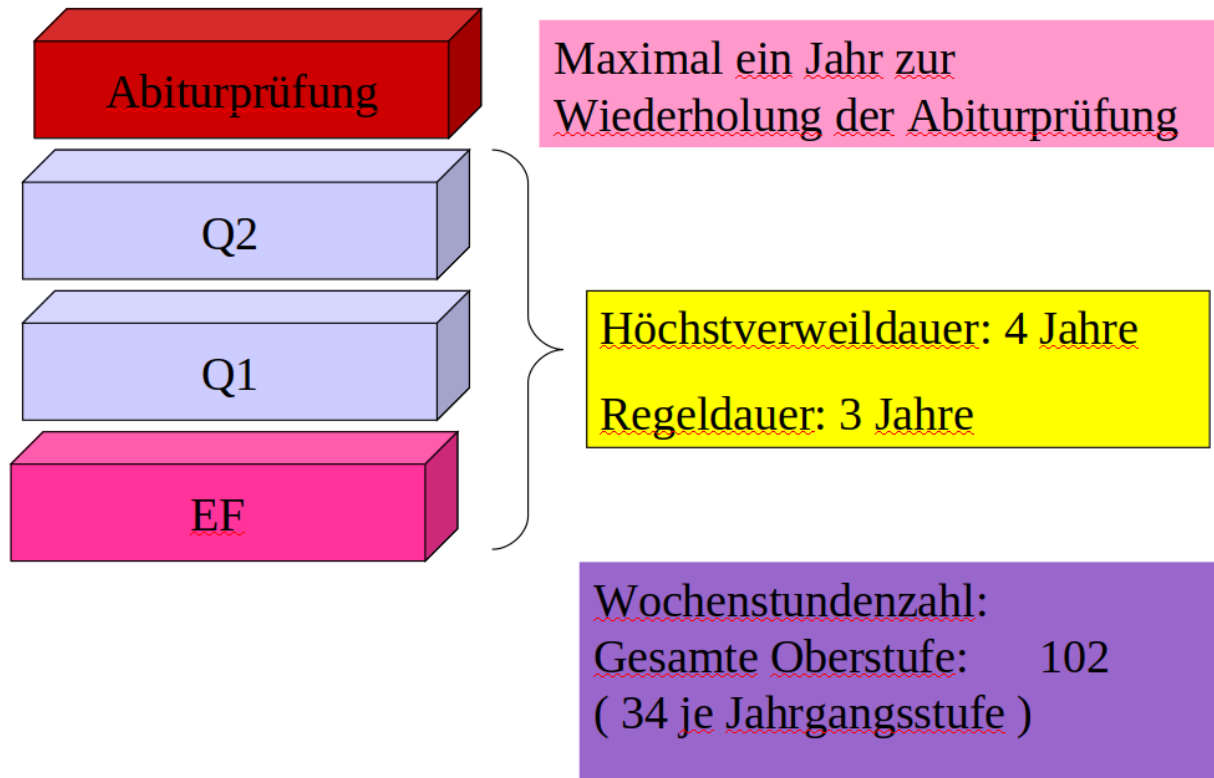 Abiturprüfung
Maximal ein Jahr zur
Wiederholung der Abiturprüfung
Q2
Q1
Höchstverweildauer: 4 Jahre
Regeldauer: 3 Jahre
EF
Wochenstundenzahl:
Gesamte Oberstufe: 102
( 34 je Jahrgangsstufe )